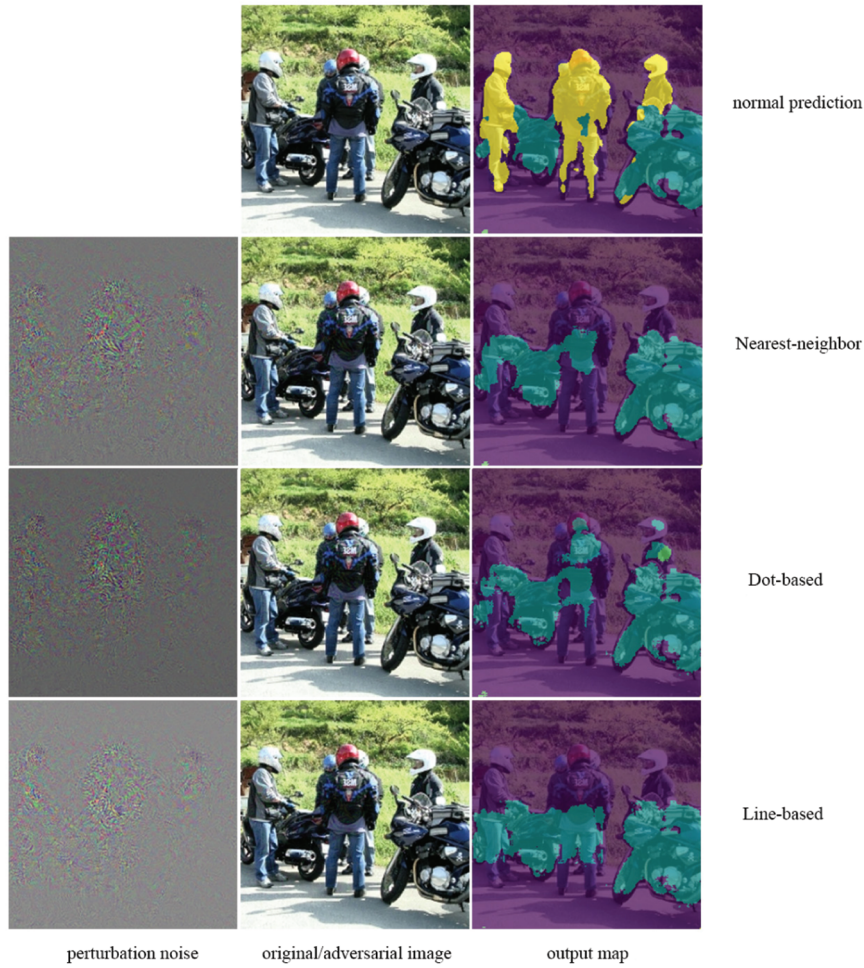 normal prediction
Nearest-neighbor
Dot-based
Line-based
perturbation noise
original/adversarial image
output map